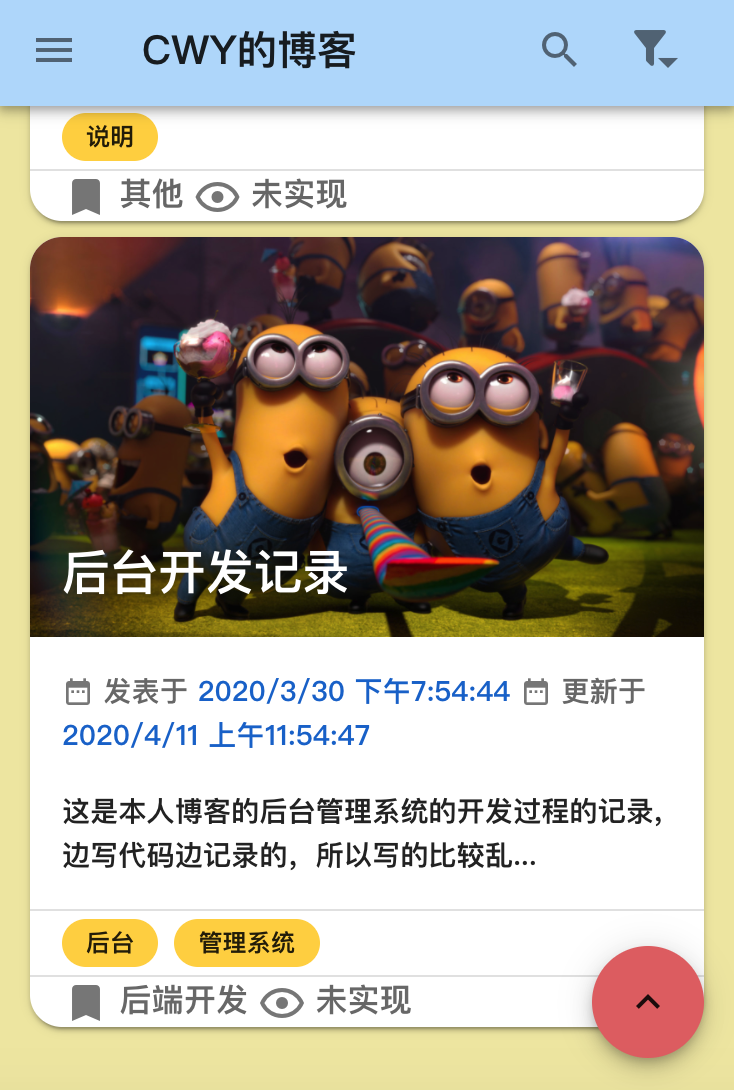 CWY的博客
说明
其他 未实现
后台开发记录
发表于 2020/3/30 下午7:54:44 更新于
2020/4/11 上午11:54:47
这是本人博客的后台管理系统的开发过程的记录，
边写代码边记录的，所以写的比较乱...
后台 管理系统
后端开发 未实现